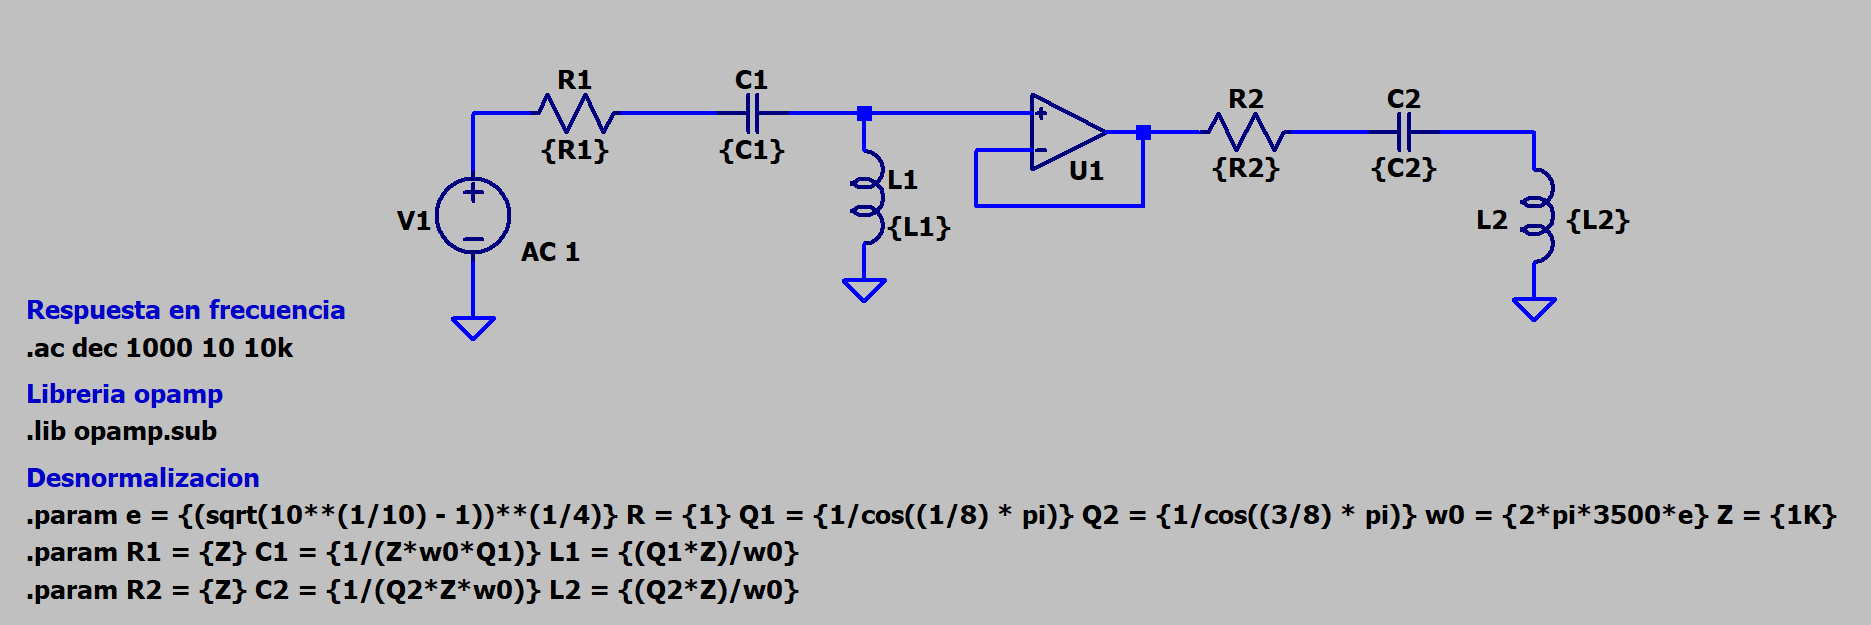 R1
{R1}
C1
{C1}
L1
{L1}
V1
AC 1
+
-
U1
R2
{R2}
C2
{C2}
L2
{L2}
Respuesta en frecuencia
.ac dec 1000 10 10k
Libreria opamp
.lib opamp.sub
Desnormalizacion
.param e = {(sqrt(10**(1/10) - 1))**(1/4)} R = {1} Q1 = {1/cos((1/8) * pi)} Q2 = {1/cos((3/8) * pi)} w0 = {2*pi*3500*e} Z = {1K}
.param R1 = {Z} C1 = {1/(Z*w0*Q1)} L1 = {(Q1*Z)/w0}
.param R2 = {Z} C2 = {1/(Q2*Z*w0)} L2 = {(Q2*Z)/w0}